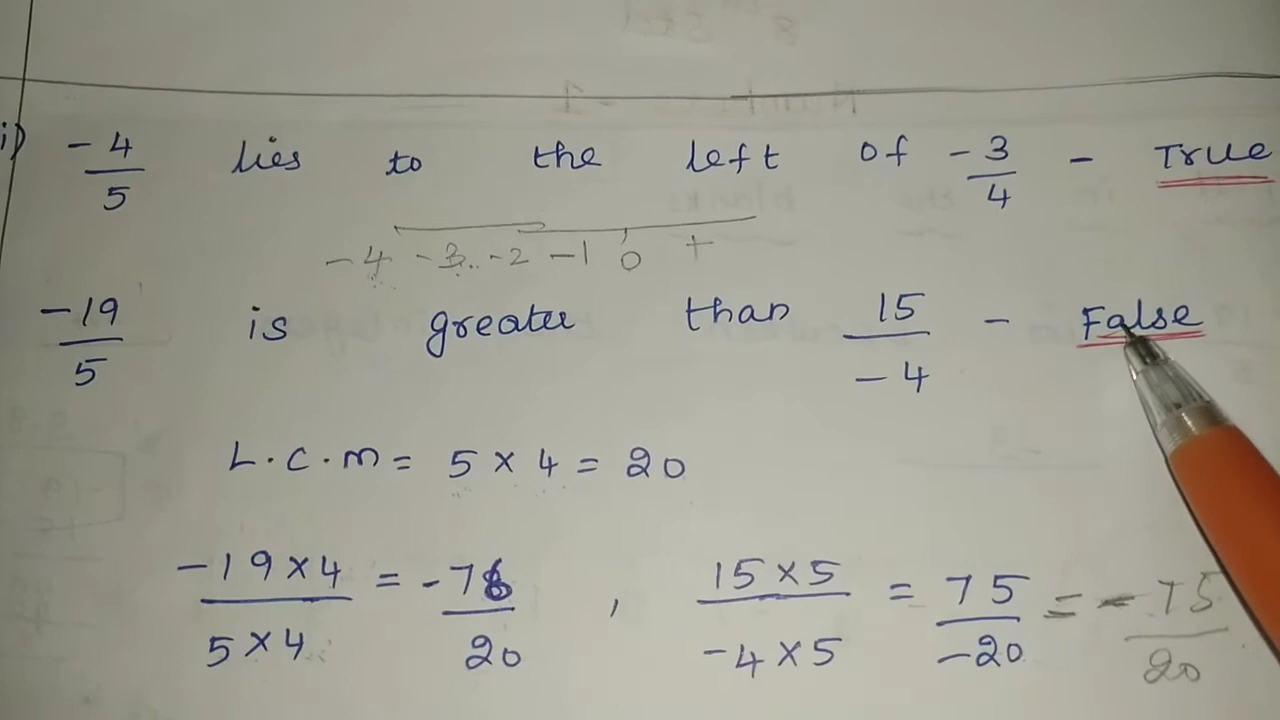 i) -4/5 lies to the left of -3/4 - True
-4 -3.. -2 -1 0 +
-19/5 is greater than 15/-4 - False
L.C.M = 5 × 4 = 20
-19×4/5×4 = -76/20 , 15×5/-4×5 = 75/-20 = -75/20